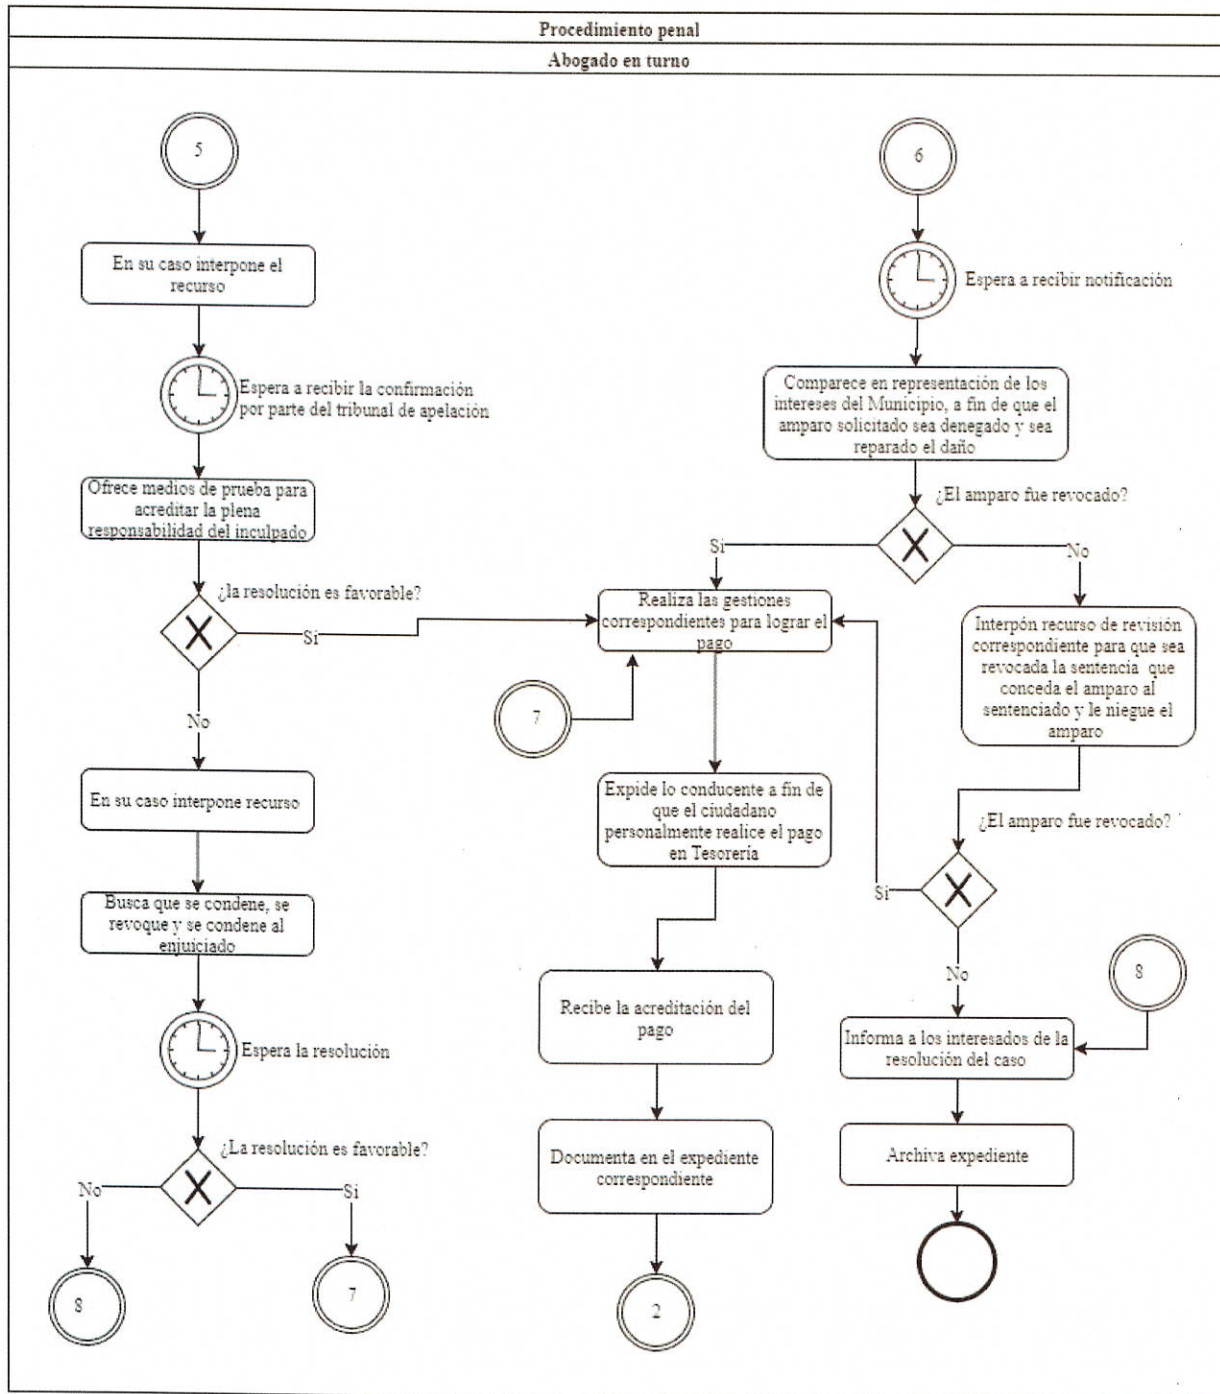 Procedimiento penal
Abogado en turno
5
En su caso interpone el
recurso
Espera a recibir la confirmación
por parte del tribunal de apelación
Ofrece medios de prueba para
acreditar la plena
responsabilidad del inculpado
¿la resolución es favorable?
Si
No
En su caso interpone recurso
Busca que se condene, se
revoque y se condene al
enjuiciado
Espera la resolución
¿La resolución es favorable?
No
Si
8
7
6
Espera a recibir notificación
Comparece en representación de los
intereses del Municipio, a fin de que el
amparo solicitado sea denegado y sea
reparado el daño
¿El amparo fue revocado?
Si
No
Realiza las gestiones
correspondientes para lograr el
pago
7
Expide lo conducente a fin de
que el ciudadano
personalmente realice el pago
en Tesorería
Recibe la acreditación del
pago
Documenta en el expediente
correspondiente
2
Interpón recurso de revisión
correspondiente para que sea
revocada la sentencia que
conceda el amparo al
sentenciado y le niegue el
amparo
¿El amparo fue revocado?
Si
No
8
Informa a los interesados de la
resolución del caso
Archiva expediente